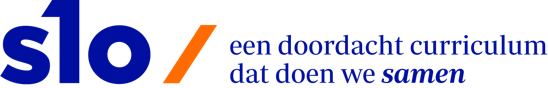 slo
een doordacht curriculum
dat doen we samen